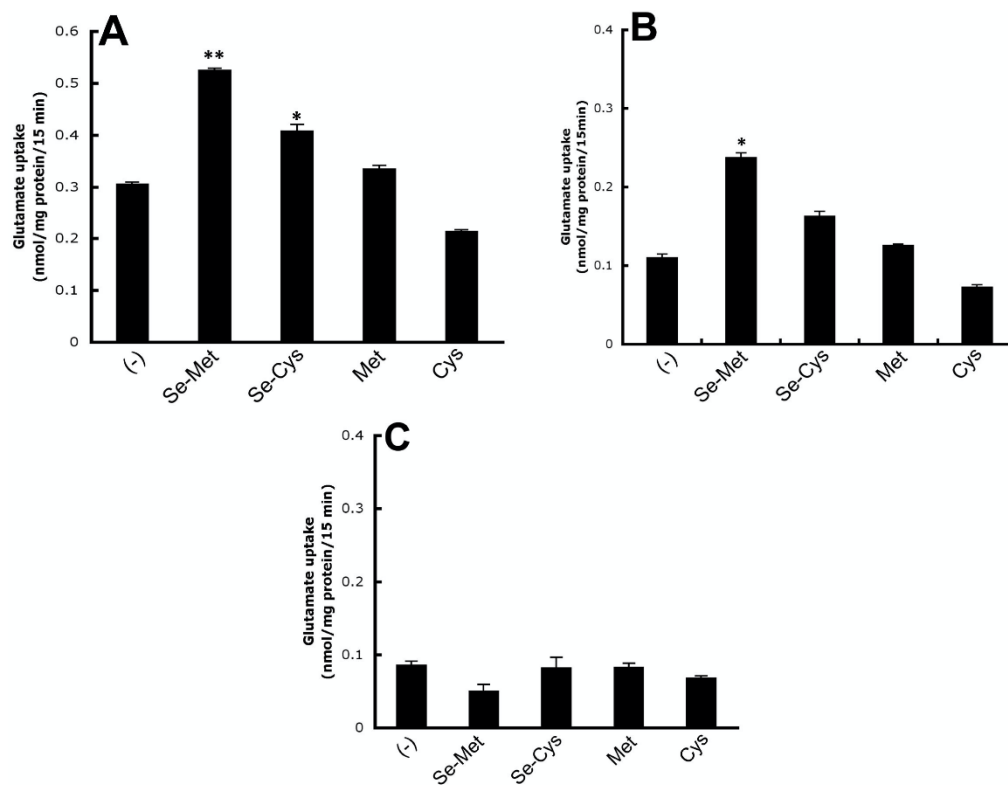 A
Glutamate uptake
(nmol/mg protein/15 min)
0.6
0.5
0.4
0.3
0.2
0.1
0
**
*
(-)
Se-Met
Se-Cys
Met
Cys
B
Glutamate uptake
(nmol/mg protein/15min)
0.4
0.3
0.2
0.1
0
*
(-)
Se-Met
Se-Cys
Met
Cys
C
Glutamate uptake
(nmol/mg protein/15 min)
0.4
0.3
0.2
0.1
0
(-)
Se-Met
Se-Cys
Met
Cys